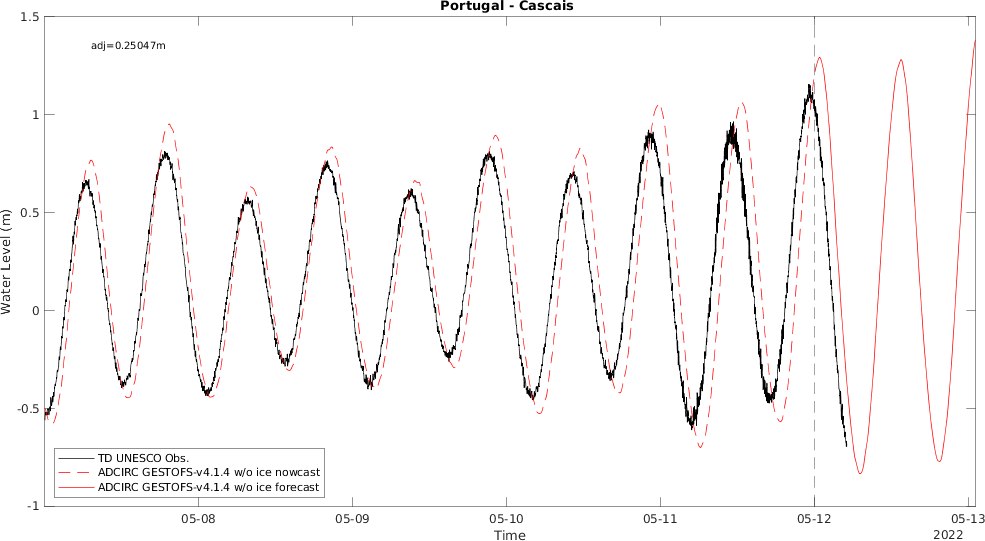 Portugal - Cascais
adj=0.25047m
1.5
1
0.5
0
-0.5
-1
Water Level (m)
TD UNESCO Obs.
ADCIRC GESTOFS-v4.1.4 w/o ice nowcast
ADCIRC GESTOFS-v4.1.4 w/o ice forecast
05-08 05-09 05-10 05-11 05-12 05-13
Time
2022